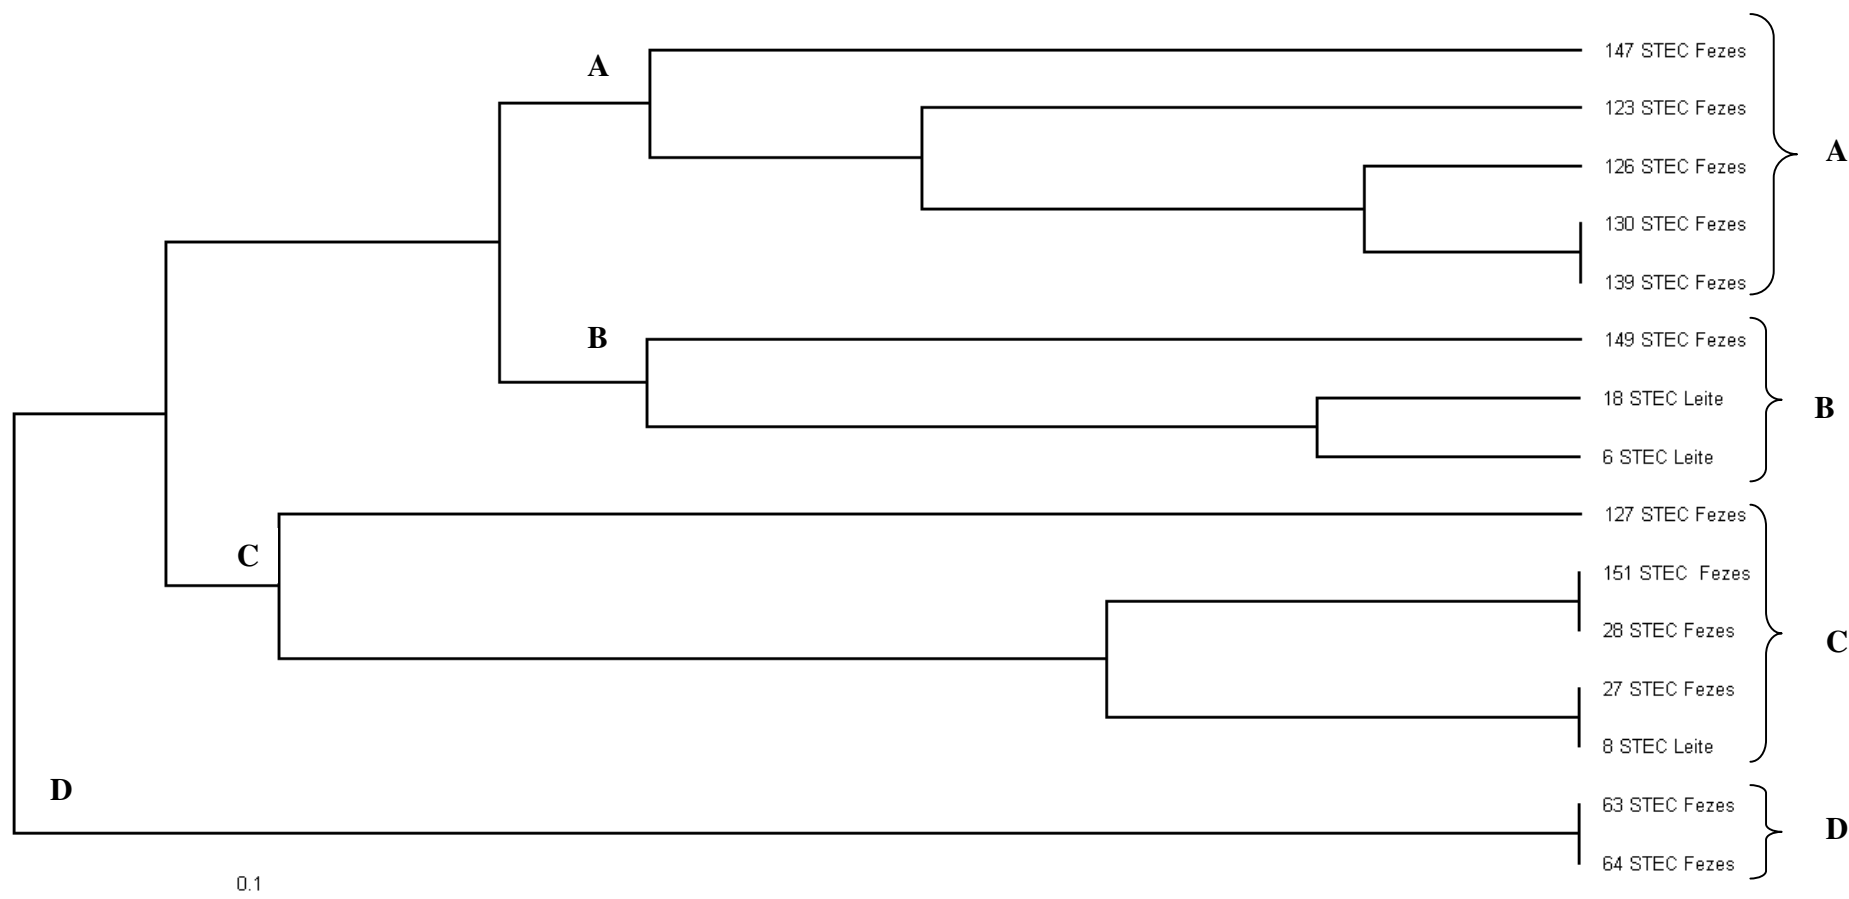 147 STEC Fezes
A
123 STEC Fezes
A
126 STEC Fezes
130 STEC Fezes
139 STEC Fezes
B
149 STEC Fezes
18 STEC Leite
B
6 STEC Leite
127 STEC Fezes
C
151 STEC  Fezes
28 STEC Fezes
C
27 STEC Fezes
8 STEC Leite
D
63 STEC Fezes
D
64 STEC Fezes
0.1